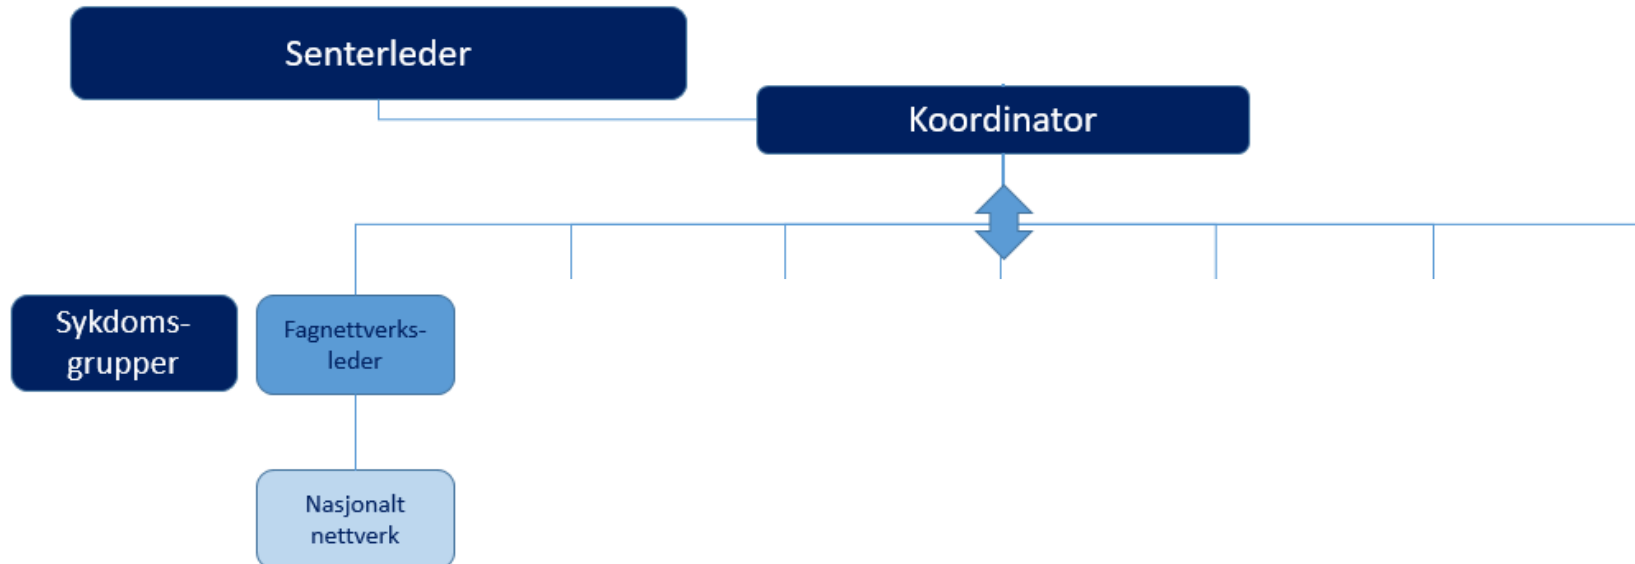 Senterleder
Koordinator
Sykdoms-
grupper
Fagnettverks-
leder
Nasjonalt
nettverk